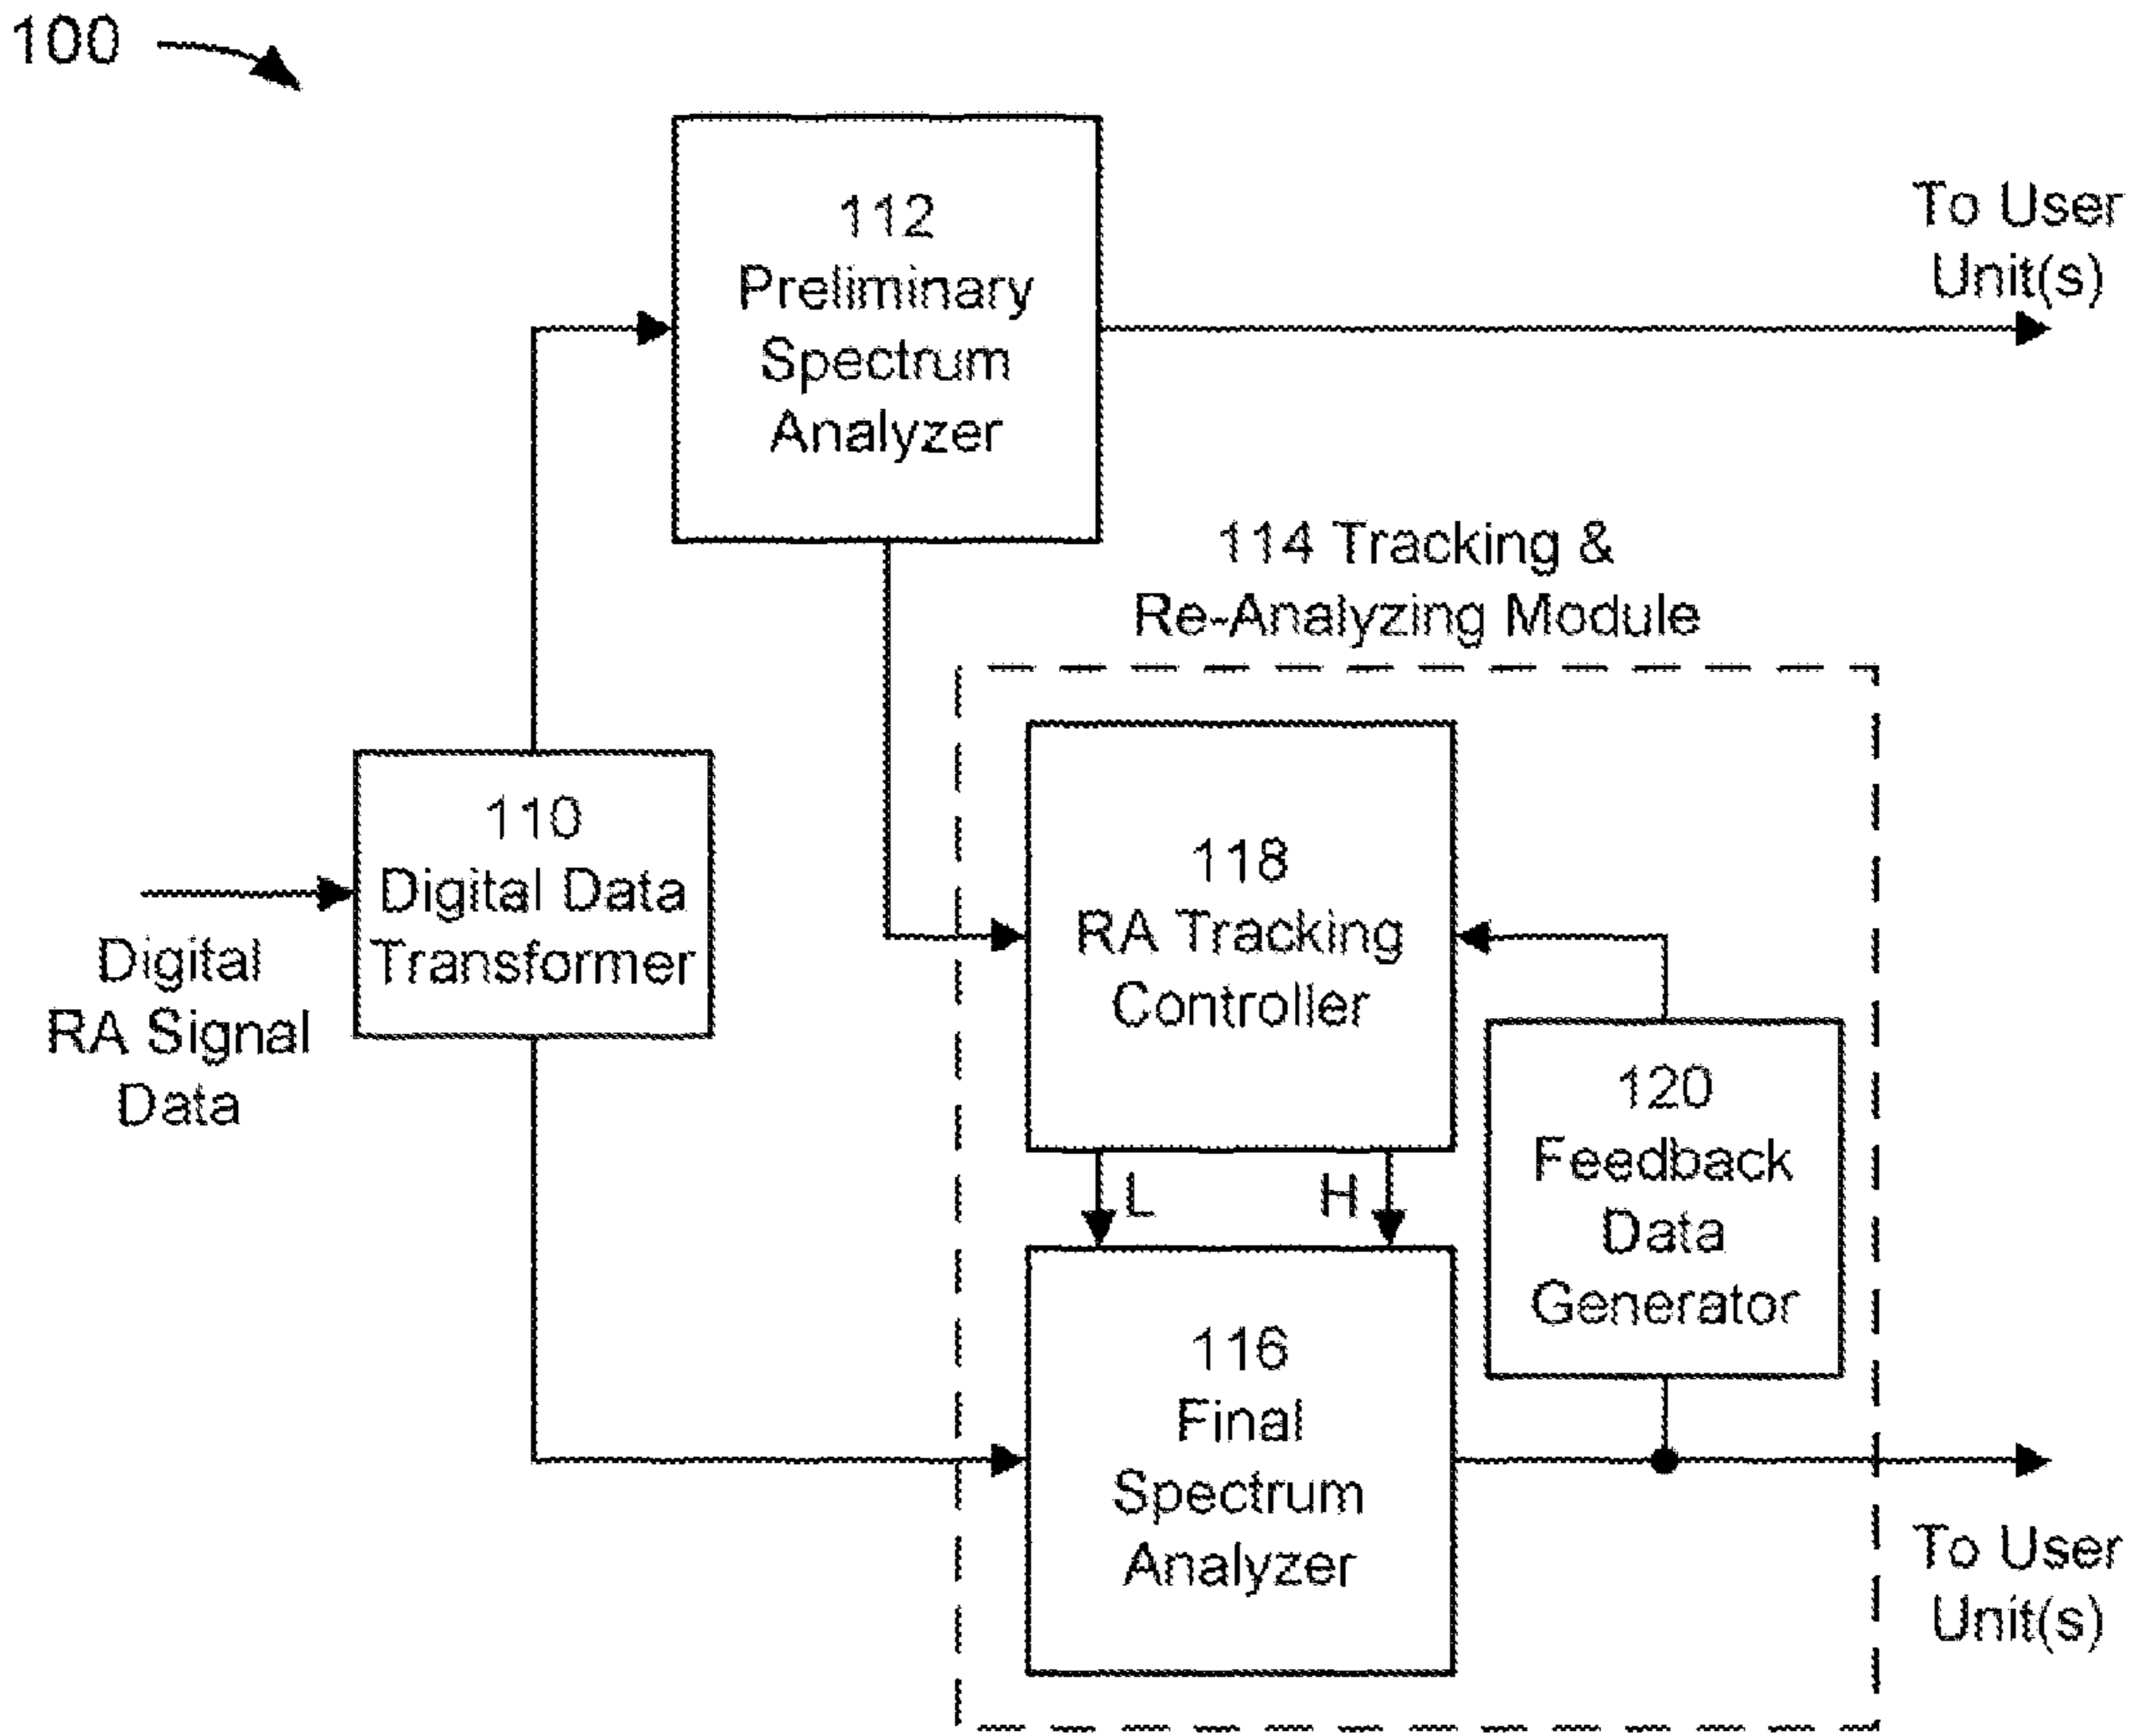 100
112
Preliminary
Spectrum
Analyzer
To User
Unit(s)
114 Tracking &
Re-Analyzing Module
110
Digital Data
Transformer
Digital
RA Signal
Data
118
RA Tracking
Controller
120
Feedback
Data
Generator
L
H
116
Final
Spectrum
Analyzer
To User
Unit(s)